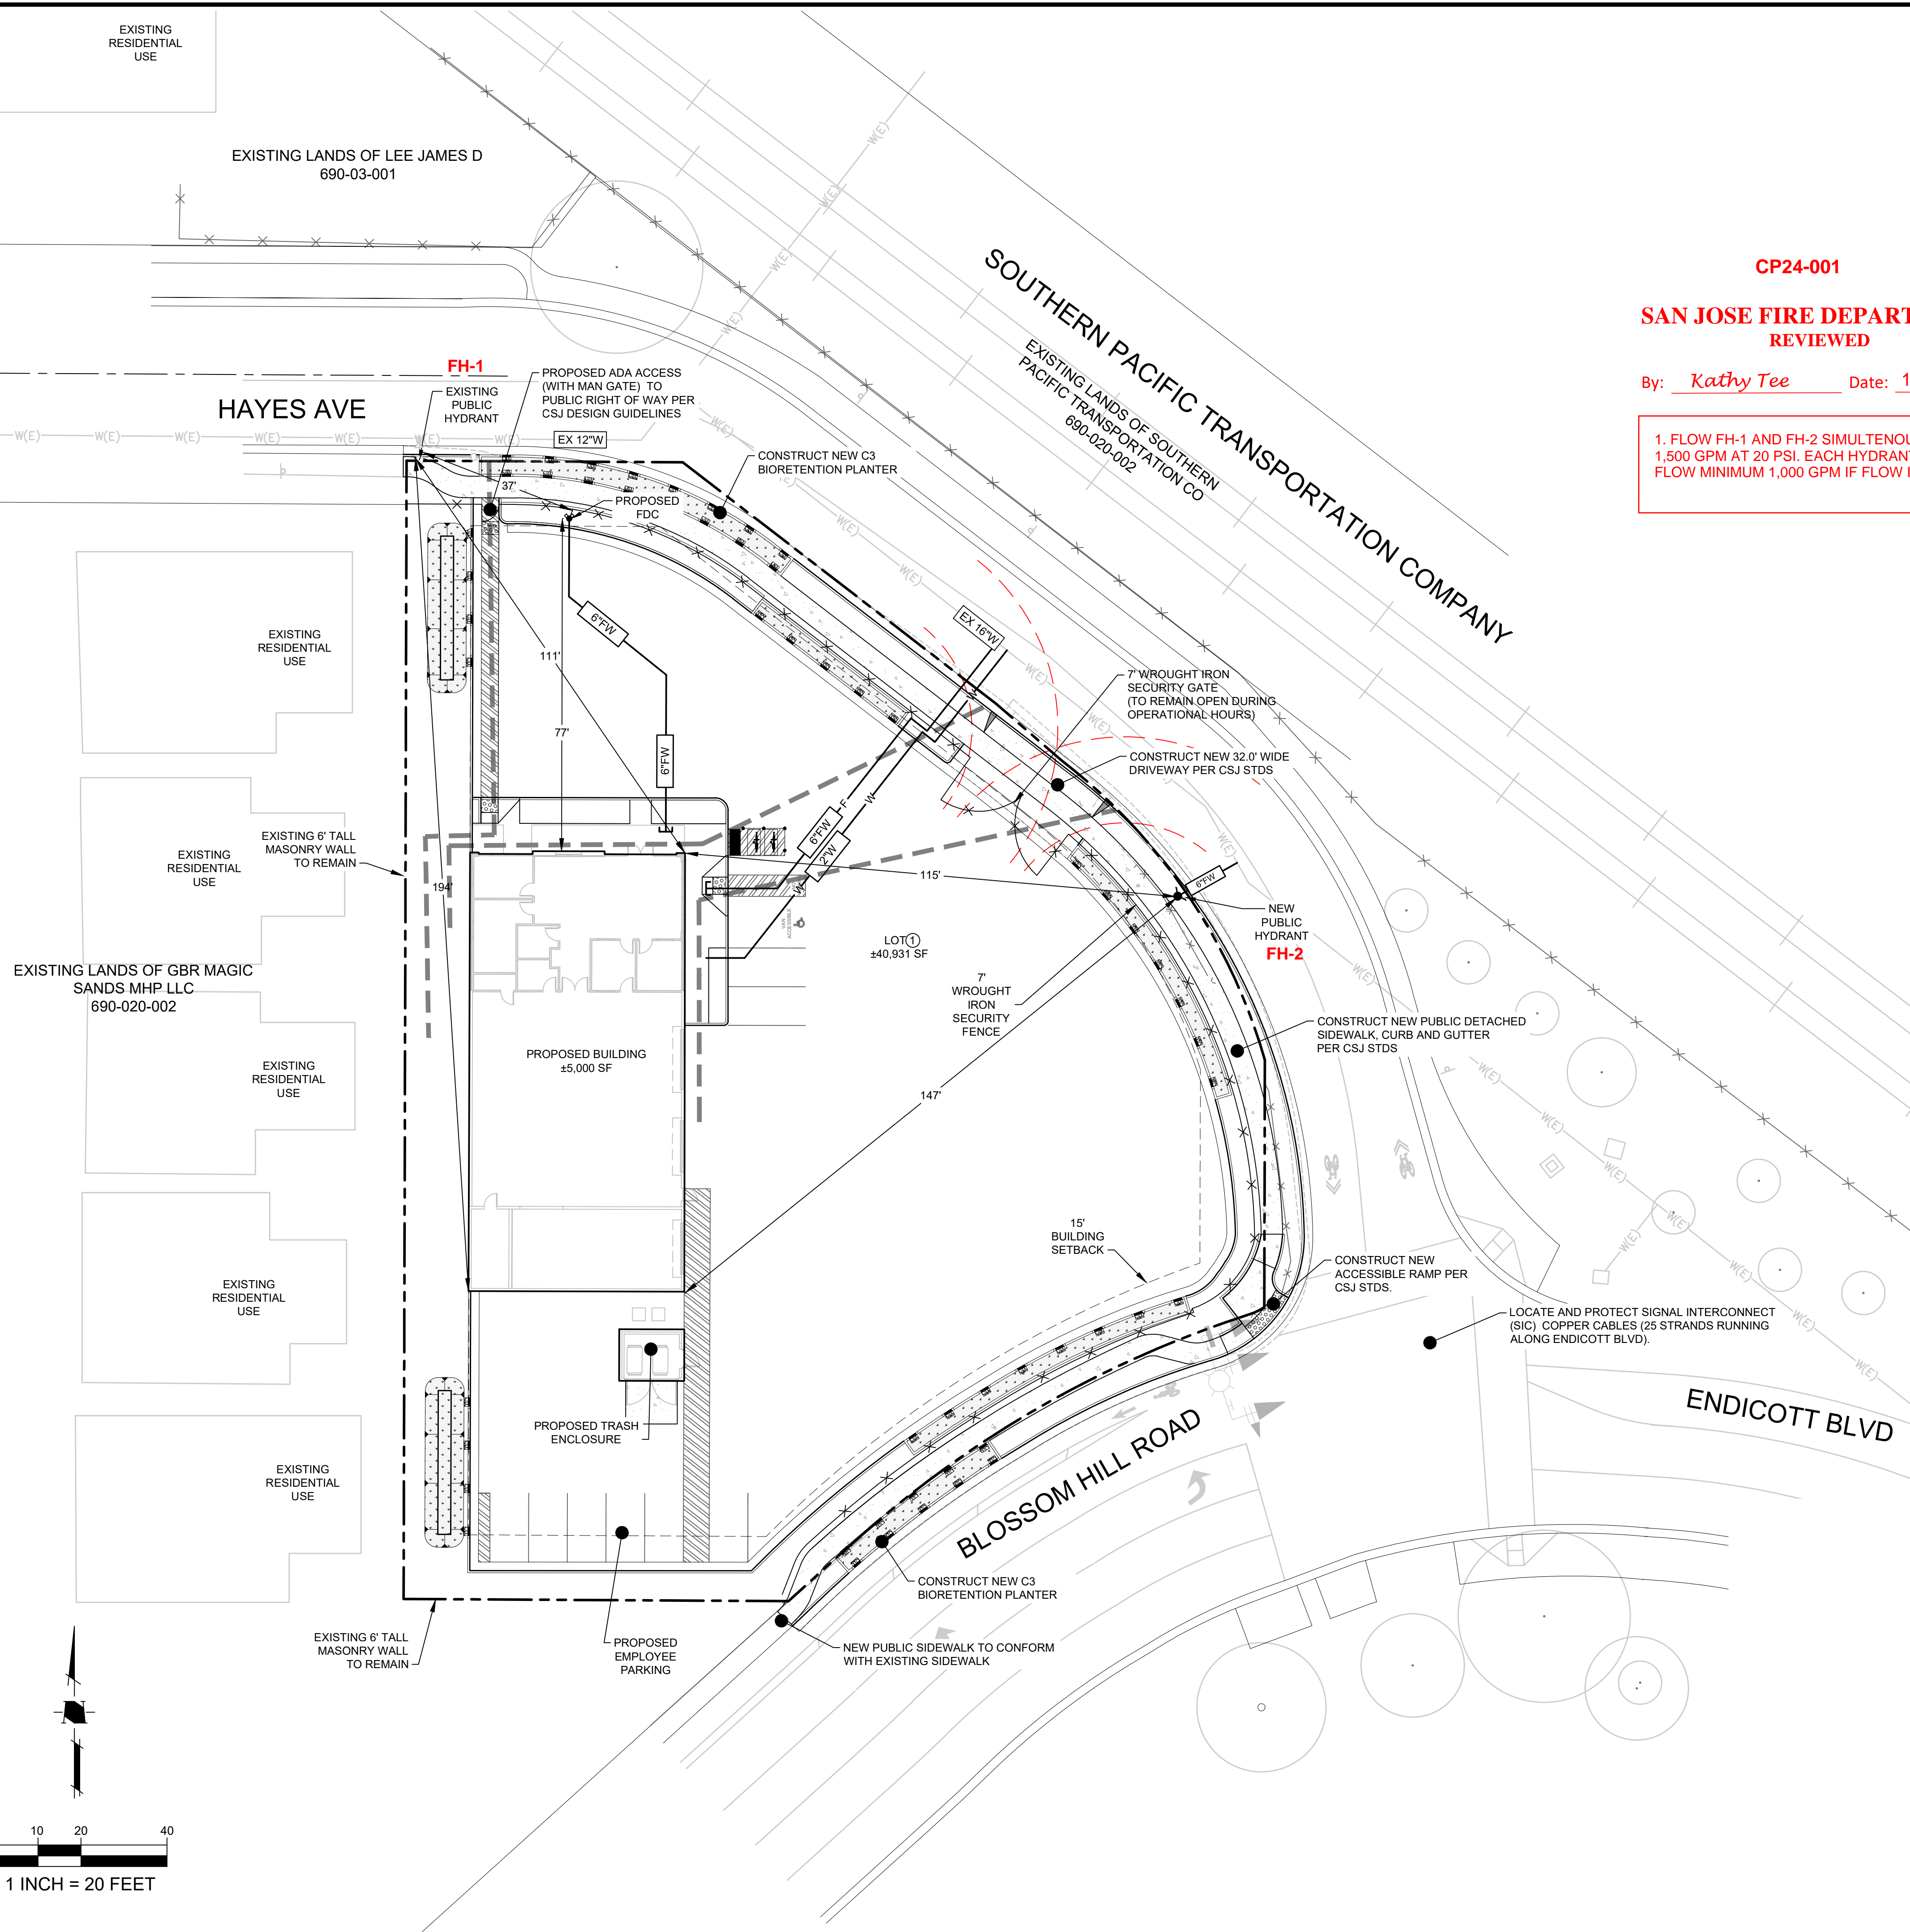 EXISTING
RESIDENTIAL
USE
EXISTING LANDS OF LEE JAMES D
690-03-001
SOUTHERN PACIFIC TRANSPORTATION COMPANY
EXISTING LANDS OF SOUTHERN
PACIFIC TRANSPORTATION CO
690-020-002
CP24-001
SAN JOSE FIRE DEPART
REVIEWED
By: Kathy Tee Date: 1
1. FLOW FH-1 AND FH-2 SIMULTENOU
1,500 GPM AT 20 PSI. EACH HYDRANT
FLOW MINIMUM 1,000 GPM IF FLOW I
FH-1
EXISTING
PUBLIC
HYDRANT
PROPOSED ADA ACCESS
(WITH MAN GATE) TO
PUBLIC RIGHT OF WAY PER
CSJ DESIGN GUIDELINES
HAYES AVE
W(E)
W(E)
W(E)
W(E)
W(E)
W(E)
W(E)
EX 12"W
W(E)
W(E)
W(E)
W(E)
W(E)
CONSTRUCT NEW C3
BIORETENTION PLANTER
37'
PROPOSED
FDC
W(E)
W(E)
6"FW
111'
77'
6"FW
EX 16"W
W
W(E)
W(E)
W(E)
7' WROUGHT IRON
SECURITY GATE
(TO REMAIN OPEN DURING
OPERATIONAL HOURS)
CONSTRUCT NEW 32.0' WIDE
DRIVEWAY PER CSJ STDS
EXISTING
RESIDENTIAL
USE
EXISTING 6' TALL
MASONRY WALL
TO REMAIN
EXISTING
RESIDENTIAL
USE
194'
F
W
6"FW
2"W
W
VAN
ACCESSIBLE
115'
6"FW
NEW
PUBLIC
HYDRANT
FH-2
LOT 1
±40,931 SF
EXISTING LANDS OF GBR MAGIC
SANDS MHP LLC
690-020-002
7'
WROUGHT
IRON
SECURITY
FENCE
W(E)
CONSTRUCT NEW PUBLIC DETACHED
SIDEWALK, CURB AND GUTTER
PER CSJ STDS
PROPOSED BUILDING
±5,000 SF
EXISTING
RESIDENTIAL
USE
147'
W(E)
W(E)
W(E)
W(E)
W(E)
W(E)
W(E)
W(E)
15'
BUILDING
SETBACK
CONSTRUCT NEW
ACCESSIBLE RAMP PER
CSJ STDS.
EXISTING
RESIDENTIAL
USE
LOCATE AND PROTECT SIGNAL INTERCONNECT
(SIC) COPPER CABLES (25 STRANDS RUNNING
ALONG ENDICOTT BLVD).
ENDICOTT BLVD
PROPOSED TRASH
ENCLOSURE
BLOSSOM HILL ROAD
EXISTING
RESIDENTIAL
USE
CONSTRUCT NEW C3
BIORETENTION PLANTER
EXISTING 6' TALL
MASONRY WALL
TO REMAIN
PROPOSED
EMPLOYEE
PARKING
NEW PUBLIC SIDEWALK TO CONFORM
WITH EXISTING SIDEWALK
10 20 40
1 INCH = 20 FEET